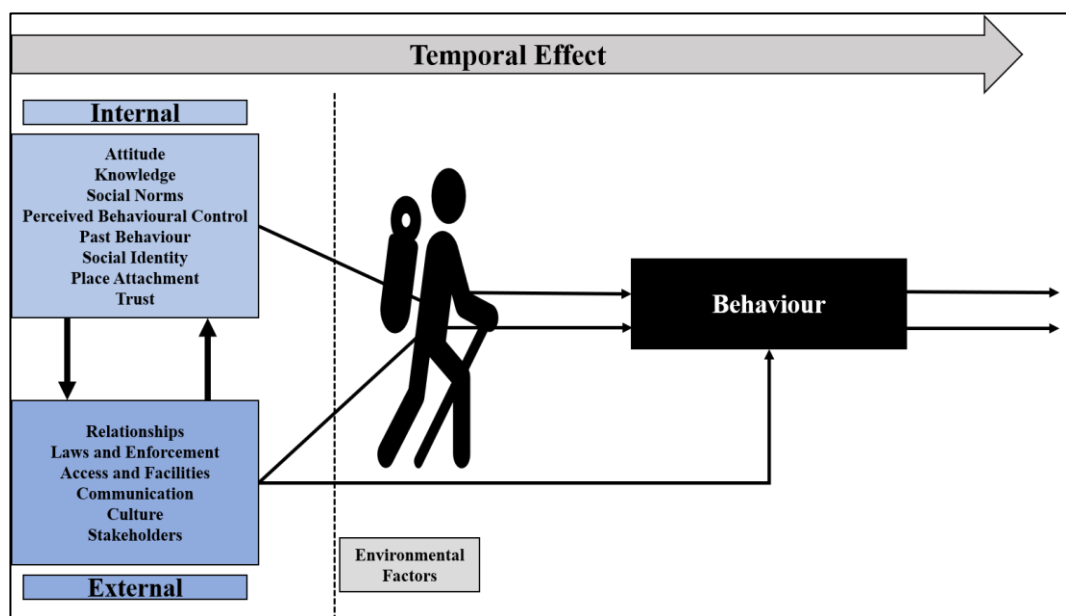 Temporal Effect
Internal
Attitude
Knowledge
Social Norms
Perceived Behavioural Control
Past Behaviour
Social Identity
Place Attachment
Trust
Behaviour
Relationships
Laws and Enforcement
Access and Facilities
Communication
Culture
Stakeholders
External
Environmental
Factors